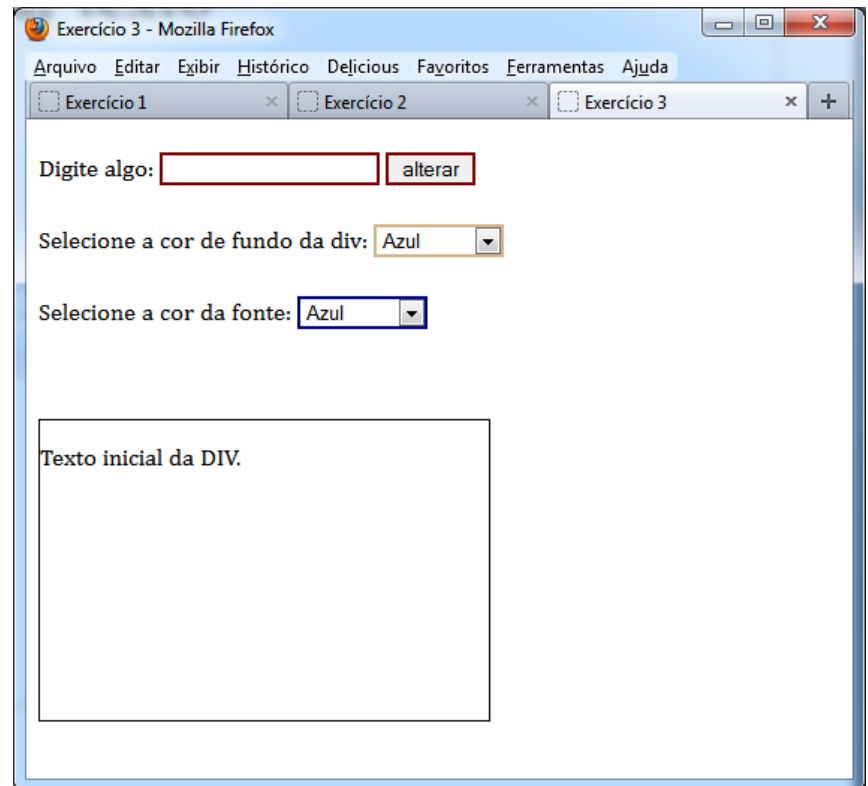 Exercício 3 - Mozilla Firefox
Arquivo Editar Exibir Histórico Delicious Favoritos Ferramentas Ajuda
Exercício 1 Exercício 2 Exercício 3
Digite algo: alterar
Selecione a cor de fundo da div: Azul
Selecione a cor da fonte: Azul
Texto inicial da DIV.